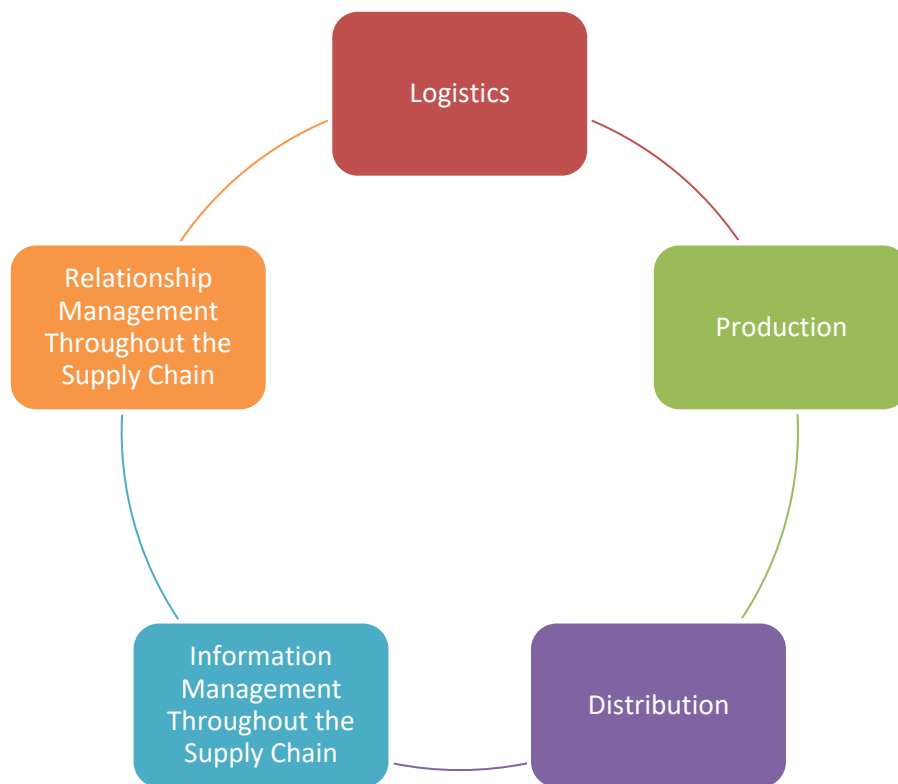 Logistics
Production
Distribution
Information
Management
Throughout the
Supply Chain
Relationship
Management
Throughout the
Supply Chain